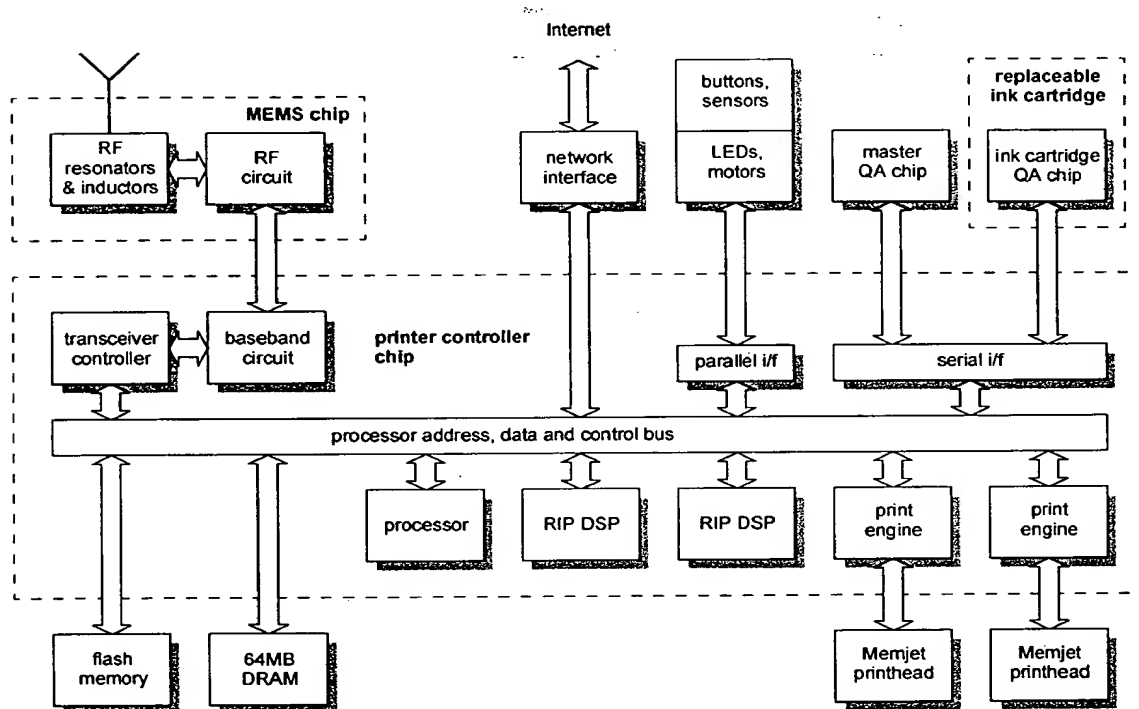 Internet
MEMS chip
replaceable
ink cartridge
buttons,
sensors
RF
resonators
& inductors
RF
circuit
network
interface
LEDs,
motors
master
QA chip
ink cartridge
QA chip
transceiver
controller
baseband
circuit
printer controller
chip
parallel i/f
serial i/f
processor address, data and control bus
processor
RIP DSP
RIP DSP
print
engine
print
engine
flash
memory
64MB
DRAM
Memjet
printhead
Memjet
printhead